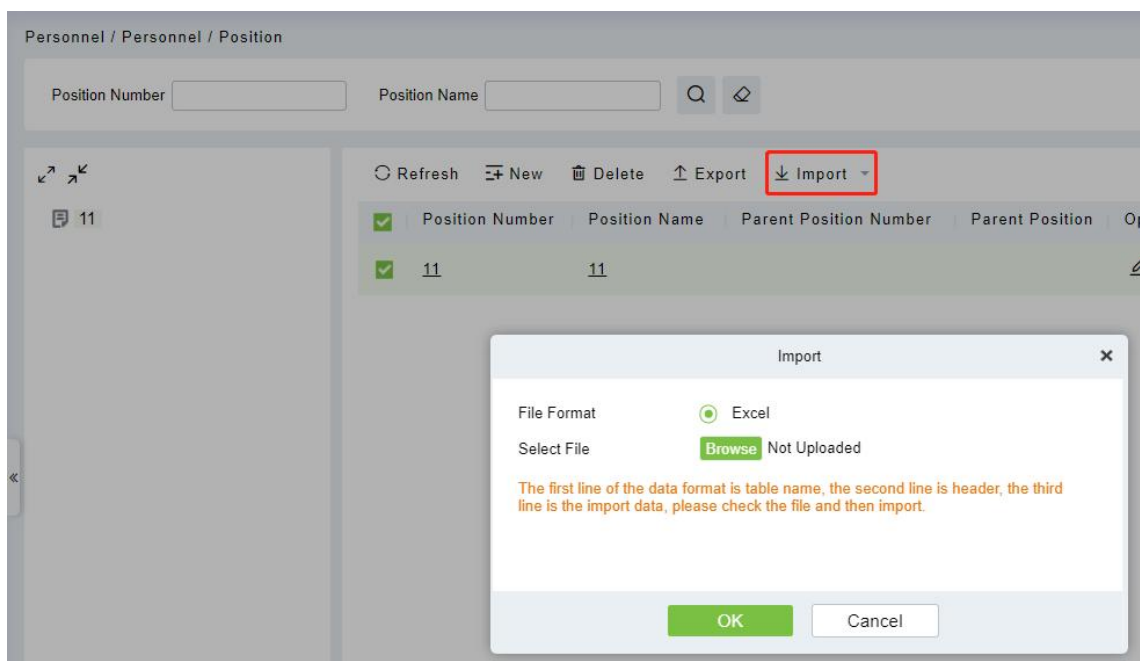 Personnel / Personnel / Position
Position Number Position Name
Refresh New Delete Export Import
11
Position Number Position Name Parent Position Number Parent Position
11 11
Import
File Format Excel
Select File Browse Not Uploaded
The first line of the data format is table name, the second line is header, the third
line is the import data, please check the file and then import.
OK Cancel